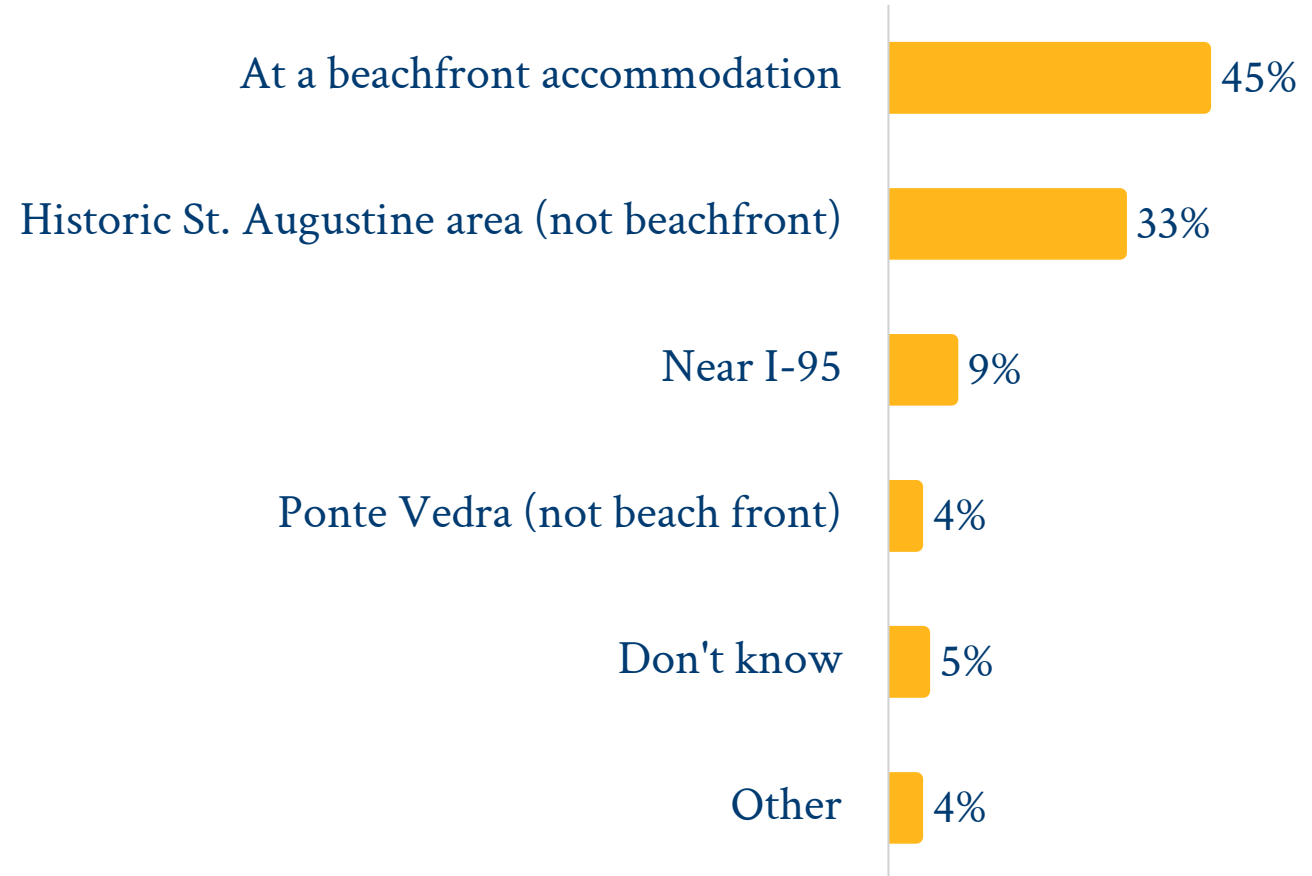 At a beachfront accommodation 45%
Historic St. Augustine area (not beachfront) 33%
Near I-95 9%
Ponte Vedra (not beach front) 4%
Don't know 5%
Other 4%